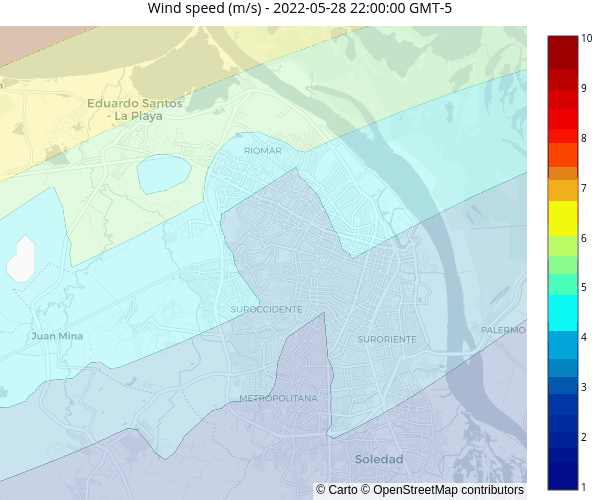 Wind speed (m/s) - 2022-05-28 22:00:00 GMT-5
10
9
8
7
6
5
4
3
2
1
Eduardo Santos
- La Playa
RIOMAR
SUROCCIDENTE
Juan Mina
SURORIENTE
PALERMO
METROPOLITANA
Soledad
© Carto © OpenStreetMap contributors